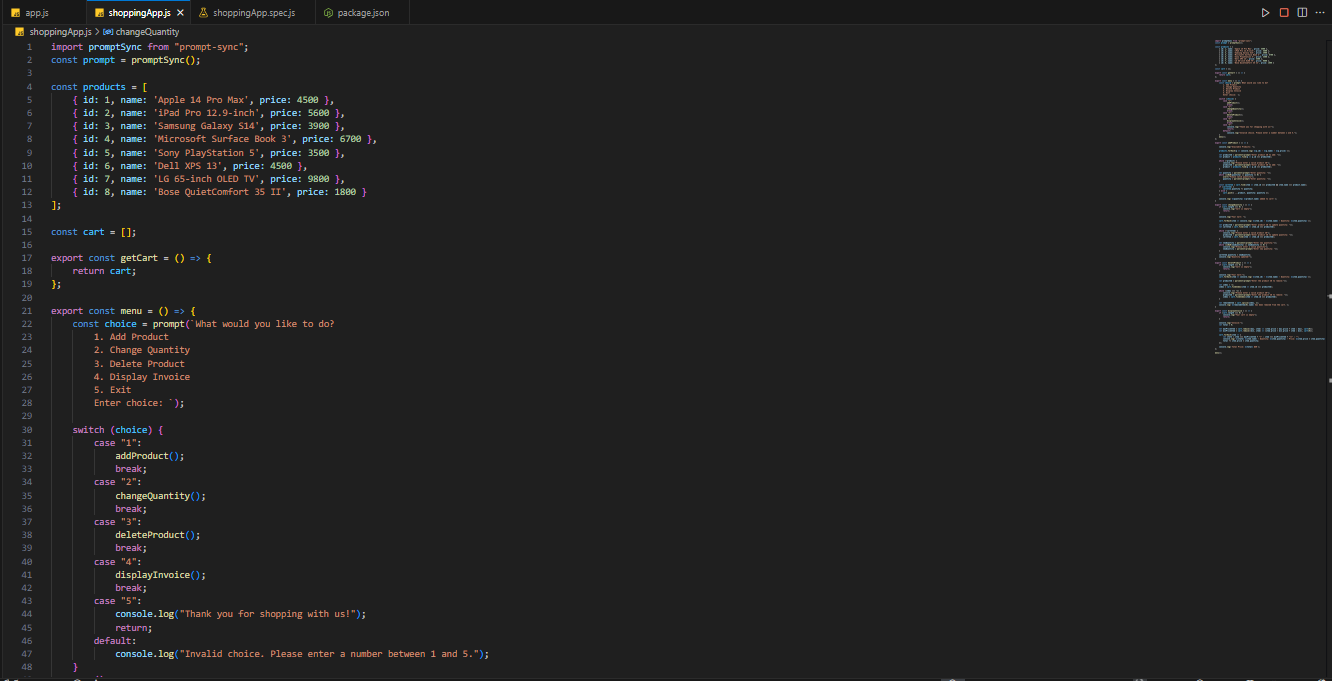 app.js shoppingApp.js shoppingApp.spec.js package.json
shoppingApp.js > changeQuantity
1 import promptSync from "prompt-sync";
2 const prompt = promptSync();
3
4 const products = [
5 { id: 1, name: 'Apple 14 Pro Max', price: 4500 },
6 { id: 2, name: 'iPad Pro 12.9-inch', price: 5600 },
7 { id: 3, name: 'Samsung Galaxy S14', price: 3900 },
8 { id: 4, name: 'Microsoft Surface Book 3', price: 6700 },
9 { id: 5, name: 'Sony PlayStation 5', price: 3500 },
10 { id: 6, name: 'Dell XPS 13', price: 4500 },
11 { id: 7, name: 'LG 65-inch OLED TV', price: 9800 },
12 { id: 8, name: 'Bose QuietComfort 35 II', price: 1800 }
13 ];
14
15 const cart = [];
16
17 export const getCart = () => {
18 return cart;
19 };
20
21 export const menu = () => {
22 const choice = prompt(`What would you like to do?
23 1. Add Product
24 2. Change Quantity
25 3. Delete Product
26 4. Display Invoice
27 5. Exit
28 Enter choice: `);
29
30 switch (choice) {
31 case "1":
32 addProduct();
33 break;
34 case "2":
35 changeQuantity();
36 break;
37 case "3":
38 deleteProduct();
39 break;
40 case "4":
41 displayInvoice();
42 break;
43 case "5":
44 console.log("Thank you for shopping with us!");
45 return;
46 default:
47 console.log("Invalid choice. Please enter a number between 1 and 5.");
48 }